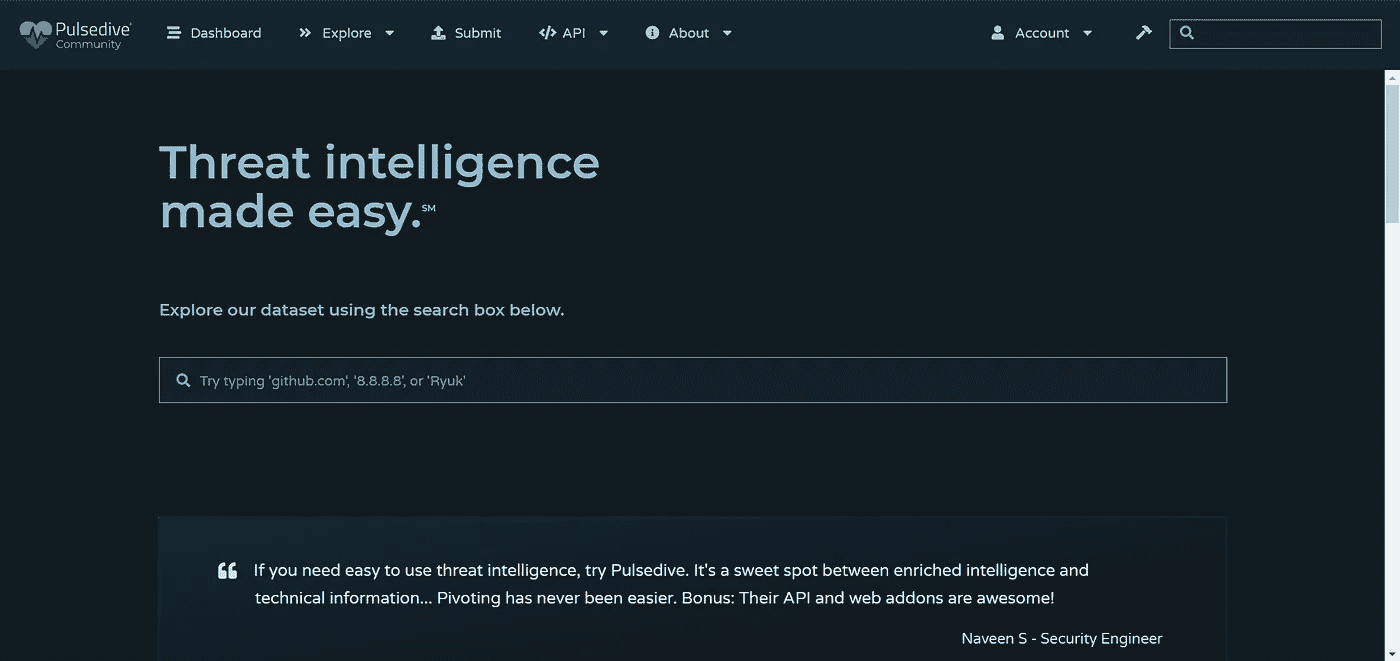 Pulsedive
Community
Dashboard
Explore
Submit
</> API
About
Account
Threat intelligence
made easy.℠
Explore our dataset using the search box below.
Try typing 'github.com', '8.8.8.8', or 'Ryuk'
“ If you need easy to use threat intelligence, try Pulsedive. It's a sweet spot between enriched intelligence and
technical information... Pivoting has never been easier. Bonus: Their API and web addons are awesome!
Naveen S - Security Engineer